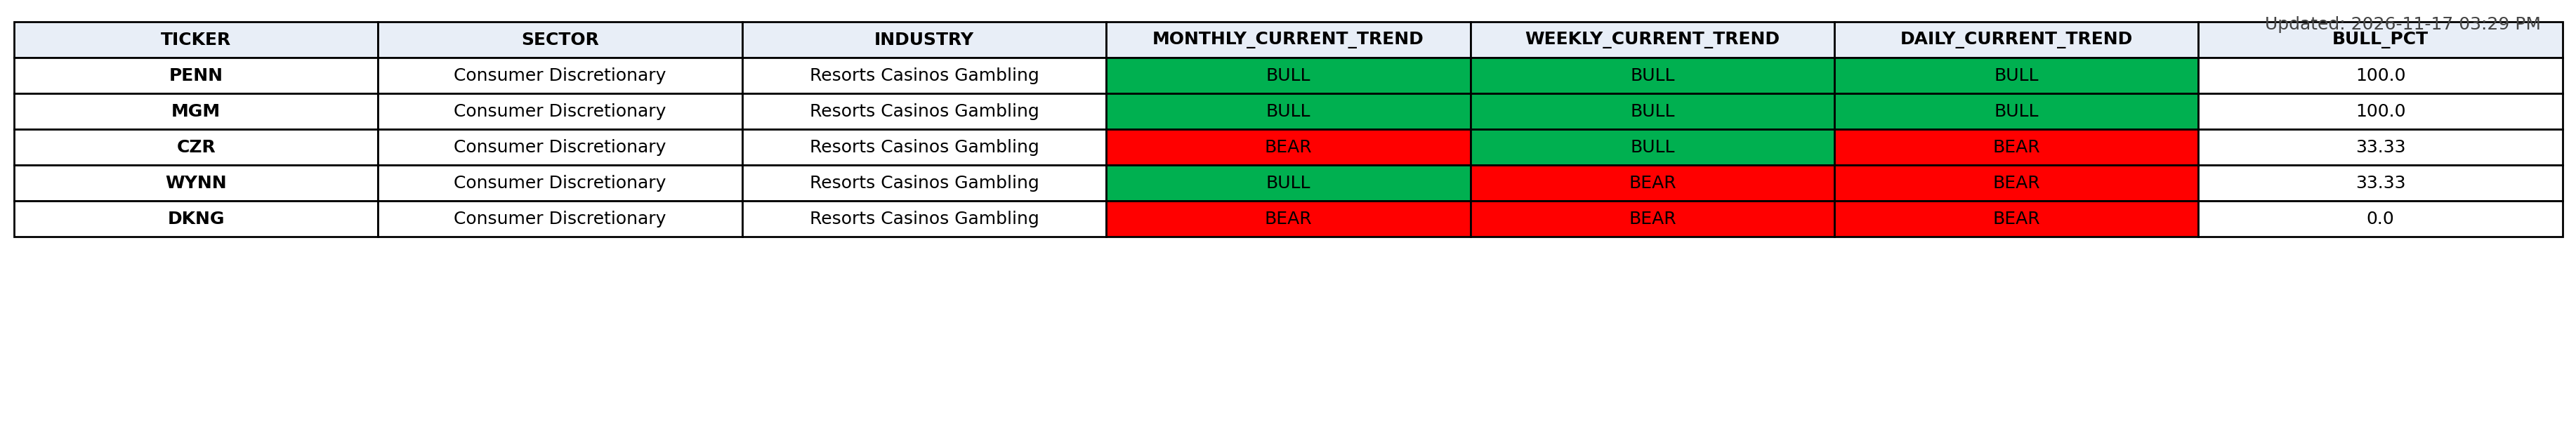 Updated: 2026-11-17 03:29 PM
TICKER SECTOR INDUSTRY MONTHLY_CURRENT_TREND WEEKLY_CURRENT_TREND DAILY_CURRENT_TREND BULL_PCT
PENN Consumer Discretionary Resorts Casinos Gambling BULL BULL BULL 100.0
MGM Consumer Discretionary Resorts Casinos Gambling BULL BULL BULL 100.0
CZR Consumer Discretionary Resorts Casinos Gambling BEAR BULL BEAR 33.33
WYNN Consumer Discretionary Resorts Casinos Gambling BULL BEAR BEAR 33.33
DKNG Consumer Discretionary Resorts Casinos Gambling BEAR BEAR BEAR 0.0